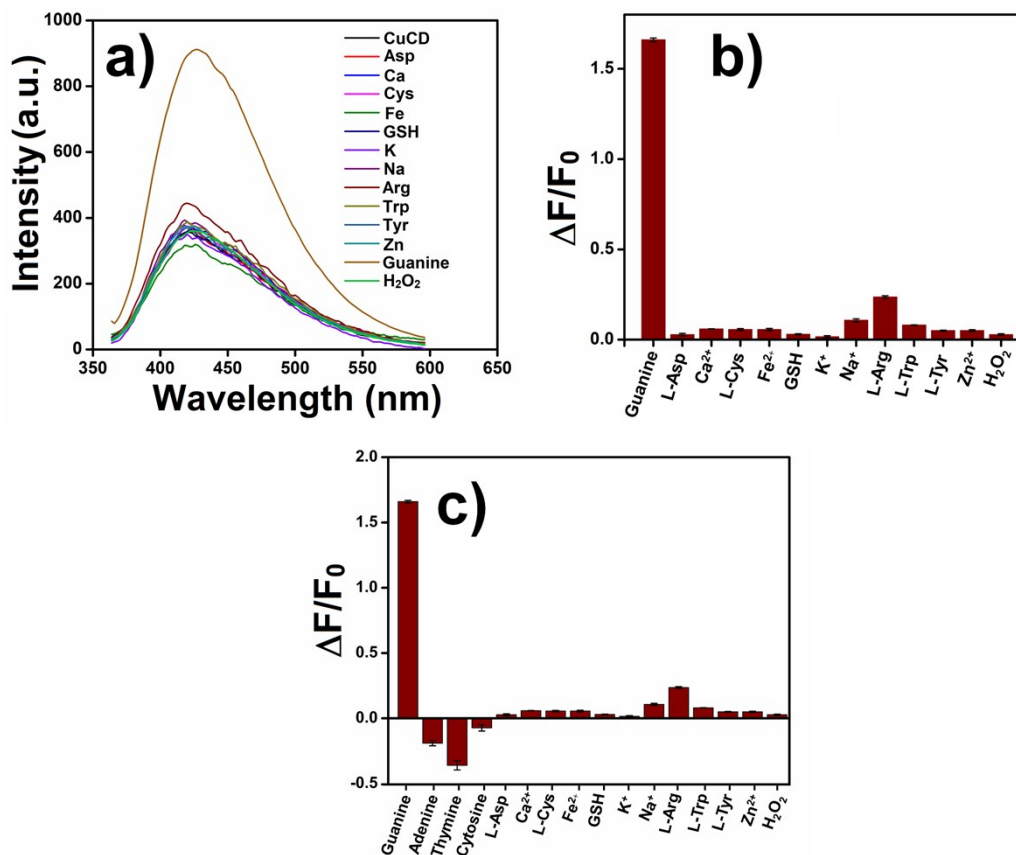 a)
Intensity (a.u.)
1000
800
600
400
200
0
350 400 450 500 550 600 650
Wavelength (nm)
CuCD
Asp
Ca
Cys
Fe
GSH
K
Na
Arg
Trp
Tyr
Zn
Guanine
H₂O₂
b)
ΔF/F₀
1.5
1.0
0.5
0.0
Guanine L-Asp Ca²⁺ L-Cys Fe²⁻ GSH K⁺ Na⁺ L-Arg L-Trp L-Tyr Zn²⁺ H₂O₂
c)
ΔF/F₀
2.0
1.5
1.0
0.5
0.0
-0.5
Guanine Adenine Thymine Cytosine L-Asp Ca²⁺ L-Cys Fe²⁻ GSH K⁺ Na⁺ L-Arg L-Trp L-Tyr Zn²⁺ H₂O₂